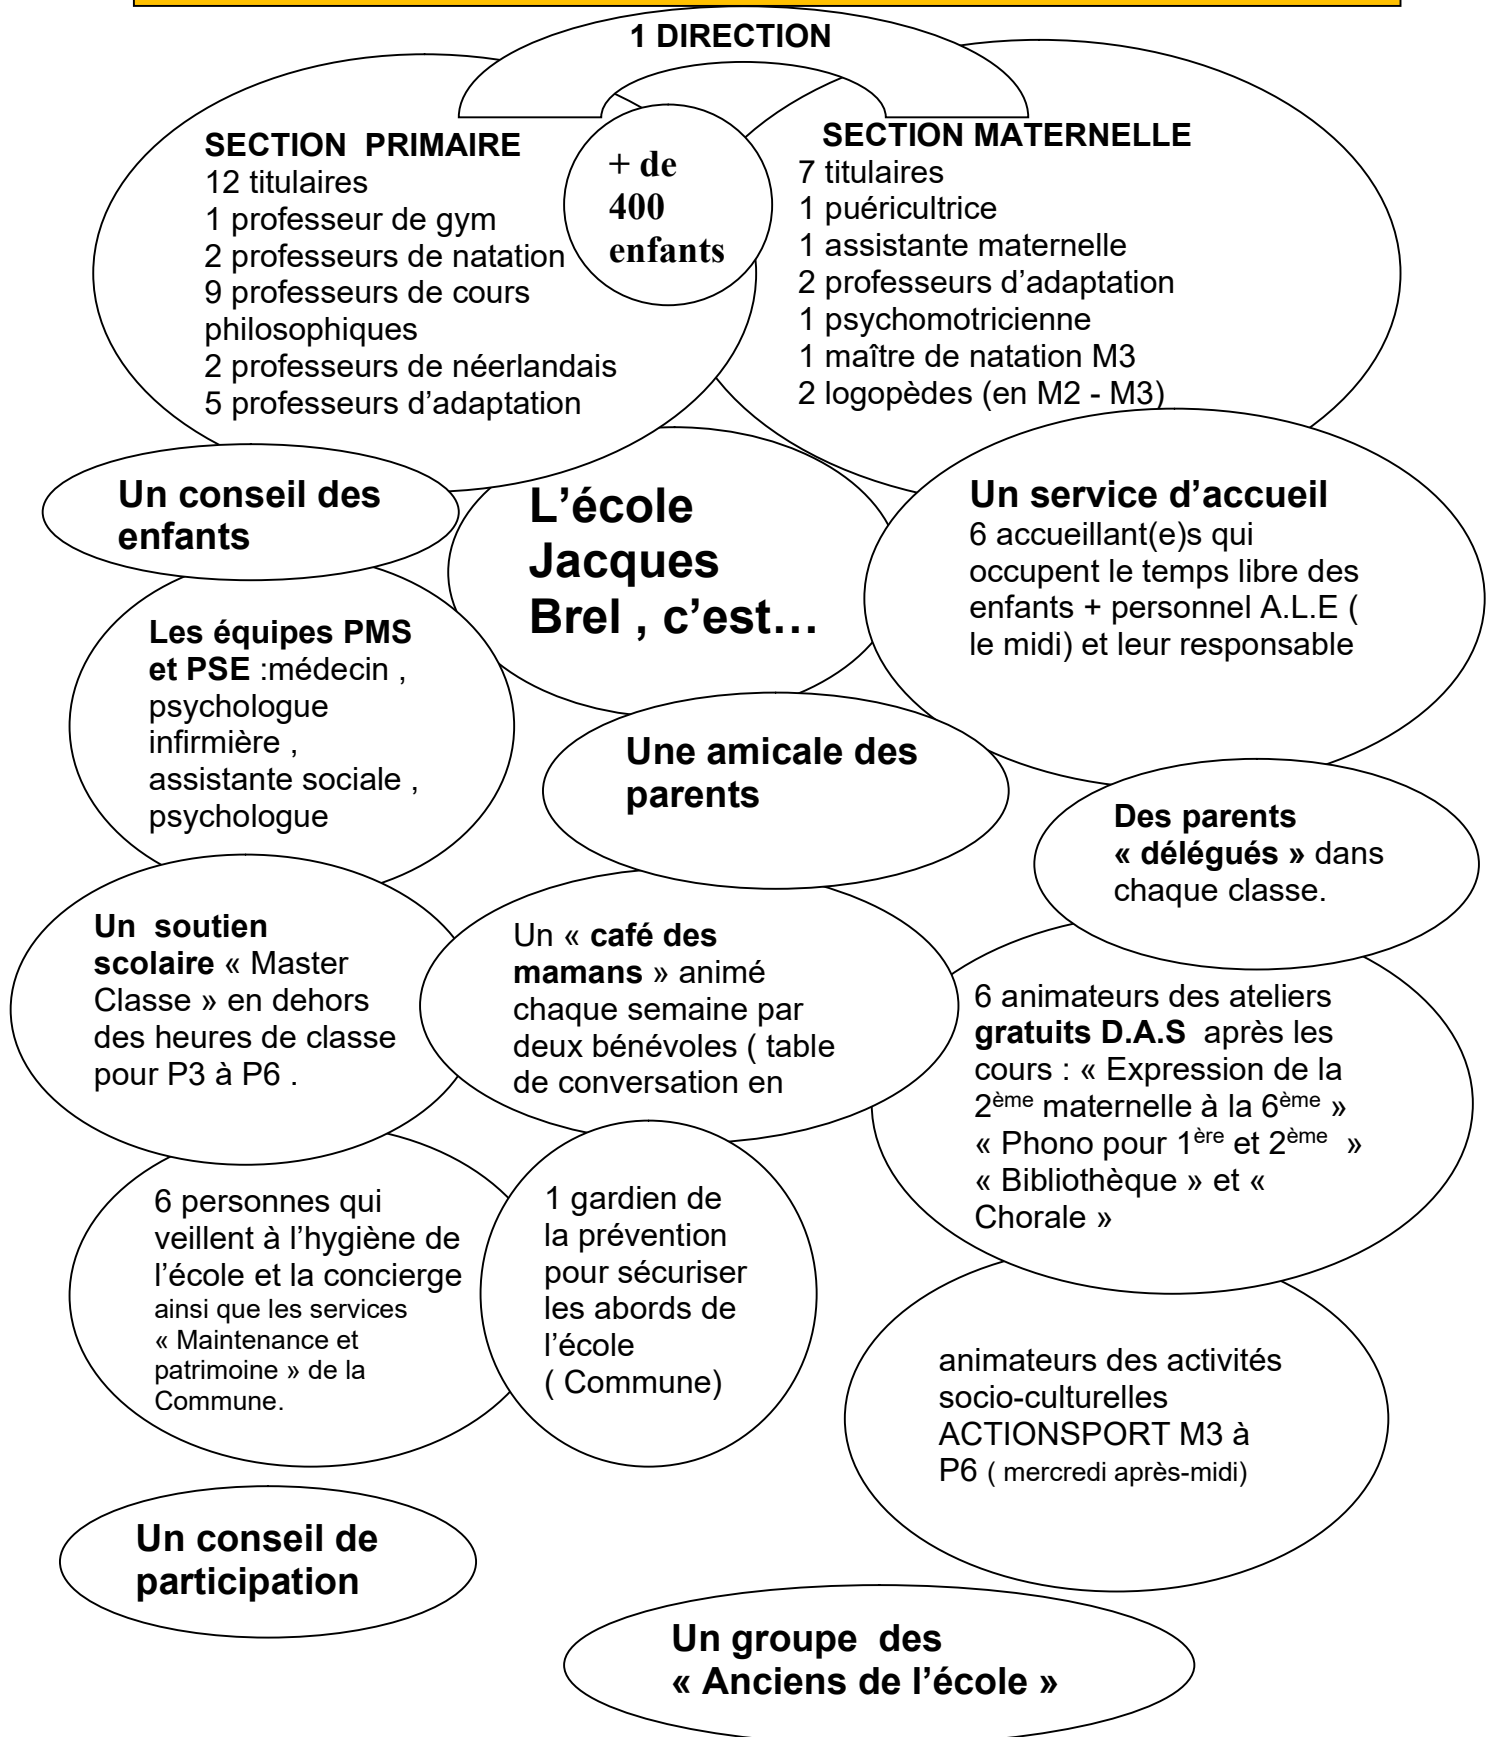 1 DIRECTION
SECTION  PRIMAIRE
12 titulaires
1 professeur de gym
2 professeurs de natation
9 professeurs de cours
philosophiques
2 professeurs de néerlandais
5 professeurs d’adaptation
+ de
400
enfants
SECTION MATERNELLE
7 titulaires
1 puéricultrice
1 assistante maternelle
2 professeurs d’adaptation
1 psychomotricienne
1 maître de natation M3
2 logopèdes (en M2 - M3)
Un conseil des
enfants
L’école
Jacques
Brel , c’est…
Un service d’accueil
6 accueillant(e)s qui
occupent le temps libre des
enfants + personnel A.L.E (
le midi) et leur responsable
Les équipes PMS
et PSE :médecin ,
psychologue
infirmière ,
assistante sociale ,
psychologue
Une amicale des
parents
Des parents
« délégués » dans
chaque classe.
Un  soutien
scolaire « Master
Classe » en dehors
des heures de classe
pour P3 à P6 .
Un « café des
mamans » animé
chaque semaine par
deux bénévoles ( table
de conversation en
6 animateurs des ateliers
gratuits D.A.S  après les
cours : « Expression de la
2ème maternelle à la 6ème »
« Phono pour 1ère et 2ème  »
« Bibliothèque » et «
Chorale »
6 personnes qui
veillent à l’hygiène de
l’école et la concierge
ainsi que les services
« Maintenance et
patrimoine » de la
Commune.
1 gardien de
la prévention
pour sécuriser
les abords de
l’école
( Commune)
animateurs des activités
socio-culturelles
ACTIONSPORT M3 à
P6 ( mercredi après-midi)
Un conseil de
participation
Un groupe  des
« Anciens de l’école »